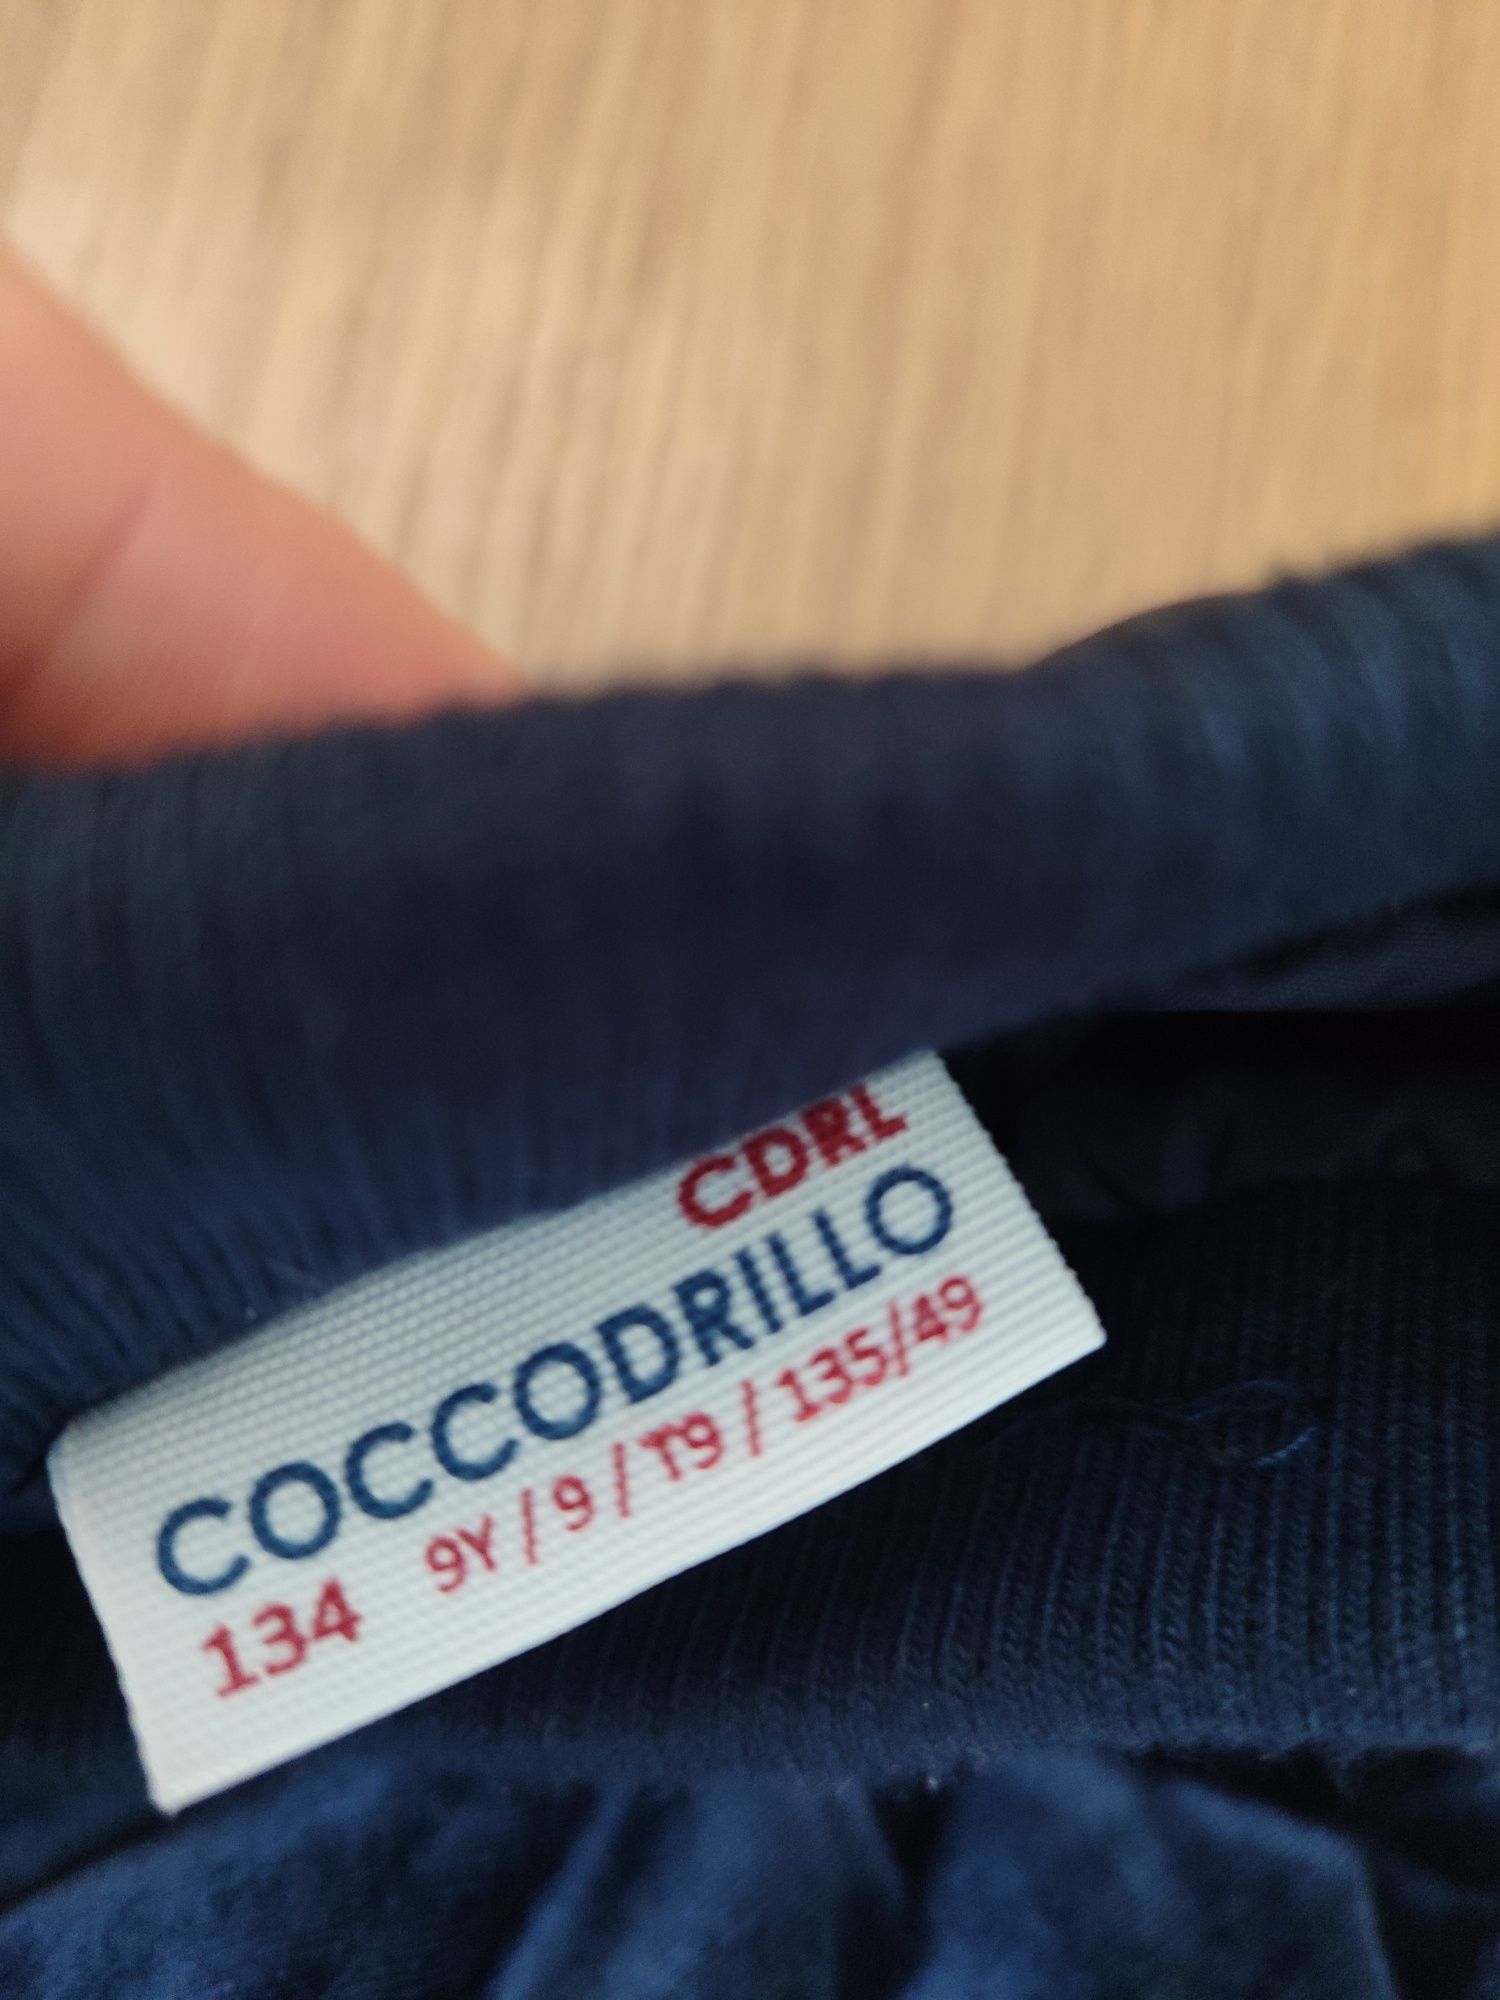 CDRL
COCCODRILLO
134 9Y / 9 / T9 / 135/49